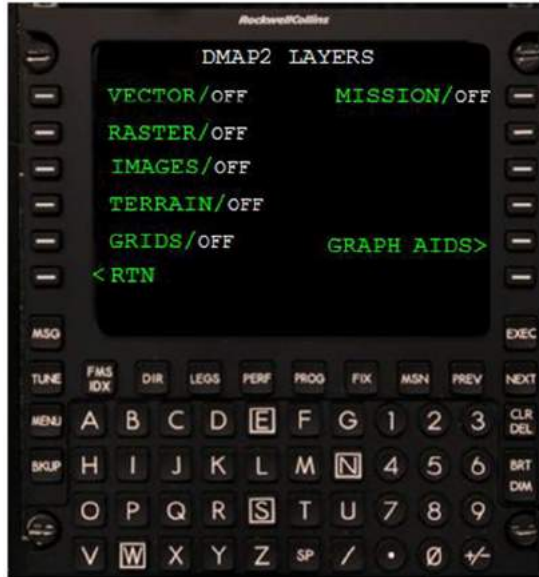 RockwellCollins
DMAP2 LAYERS
VECTOR/OFF MISSION/OFF
RASTER/OFF
IMAGES/OFF
TERRAIN/OFF
GRIDS/OFF GRAPH AIDS>
<RTN
MSG EXEC
TUNE FMS IDX DIR LEGS PERF PROG FIX MSN PREV NEXT
MENU A B C D E F G 1 2 3 CLR DEL
BKUP H I J K L M N 4 5 6 BRT DIM
O P Q R S T U 7 8 9
V W X Y Z SP / • Ø +/-